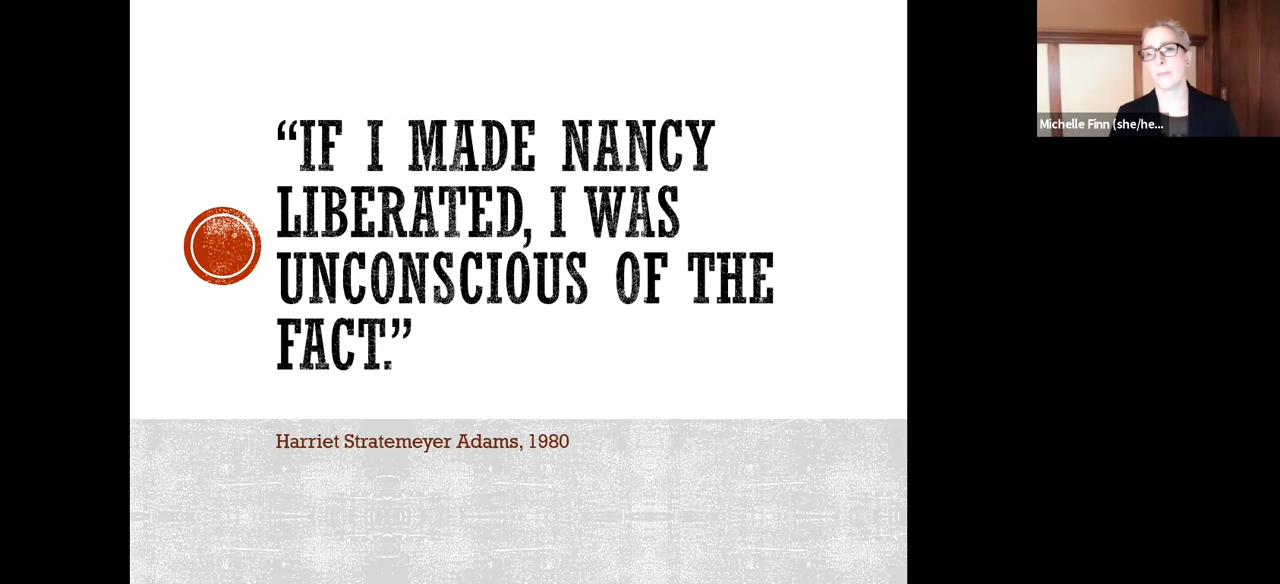 “IF I MADE NANCY
LIBERATED, I WAS
UNCONSCIOUS OF THE
FACT.”
Harriet Stratemeyer Adams, 1980
Michelle Finn (she/he...